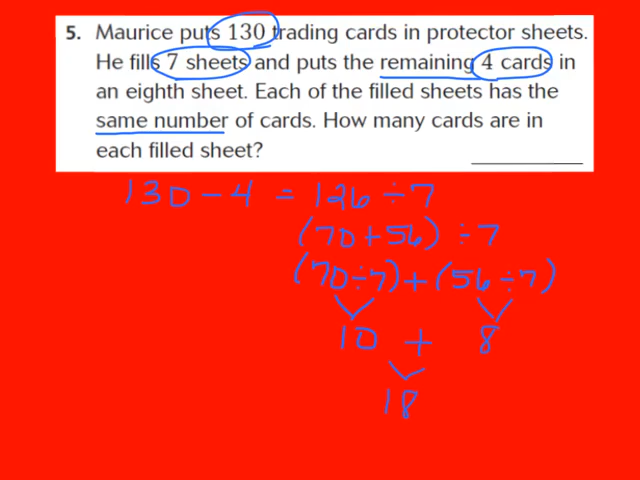 5. Maurice puts 130 trading cards in protector sheets.
He fills 7 sheets and puts the remaining 4 cards in
an eighth sheet. Each of the filled sheets has the
same number of cards. How many cards are in
each filled sheet?
130 - 4 = 126 ÷ 7
(70 + 56) ÷ 7
(70 ÷ 7) + (56 ÷ 7)
10 + 8
18